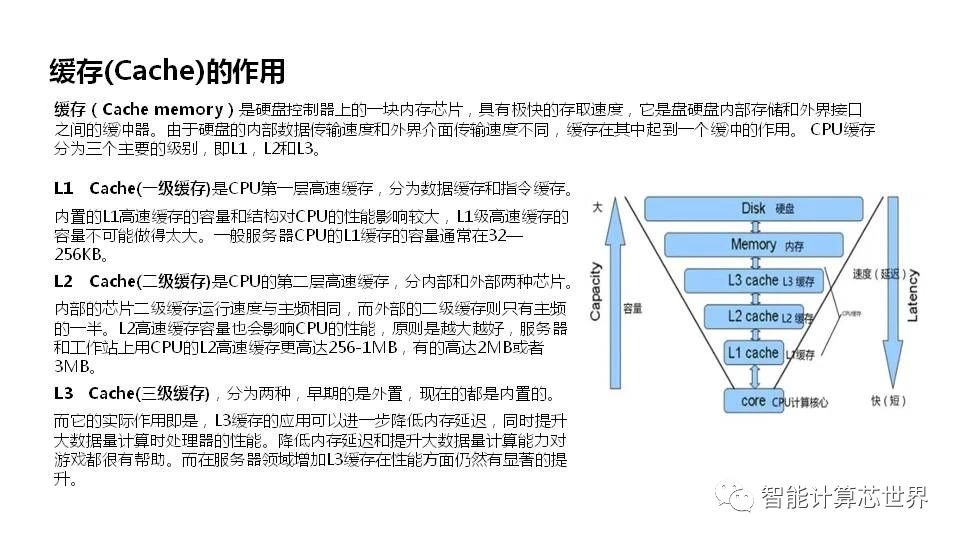 缓存(Cache)的作用
缓存（Cache memory）是硬盘控制器上的一块内存芯片，具有极快的存取速度，它是盘硬盘内部存储和外界接口
之间的缓冲器。由于硬盘的内部数据传输速度和外界介面传输速度不同，缓存在其中起到一个缓冲的作用。 CPU缓存
分为三个主要的级别，即L1，L2和L3。
L1 Cache(一级缓存)是CPU第一层高速缓存，分为数据缓存和指令缓存。
内置的L1高速缓存的容量和结构对CPU的性能影响较大，L1级高速缓存的
容量不可能做得太大。一般服务器CPU的L1缓存的容量通常在32—
256KB。
L2 Cache(二级缓存)是CPU的第二层高速缓存，分内部和外部两种芯片。
内部的芯片二级缓存运行速度与主频相同，而外部的二级缓存则只有主频
的一半。L2高速缓存容量也会影响CPU的性能，原则是越大越好，服务器
和工作站上用CPU的L2高速缓存更高达256-1MB，有的高达2MB或者
3MB。
L3 Cache(三级缓存)，分为两种，早期的是外置，现在的都是内置的。
而它的实际作用即是，L3缓存的应用可以进一步降低内存延迟，同时提升
大数据量计算时处理器的性能。降低内存延迟和提升大数据量计算能力对
游戏都很有帮助。而在服务器领域增加L3缓存在性能方面仍然有显著的提
升。
大
Capacity
容量
Disk 硬盘
Memory 内存
L3 cache L3 缓存
L2 cache L2 缓存
L1 cache L1缓存
core CPU计算核心
CPU缓存
速度（延迟）
Latency
快（短）
智能计算芯世界